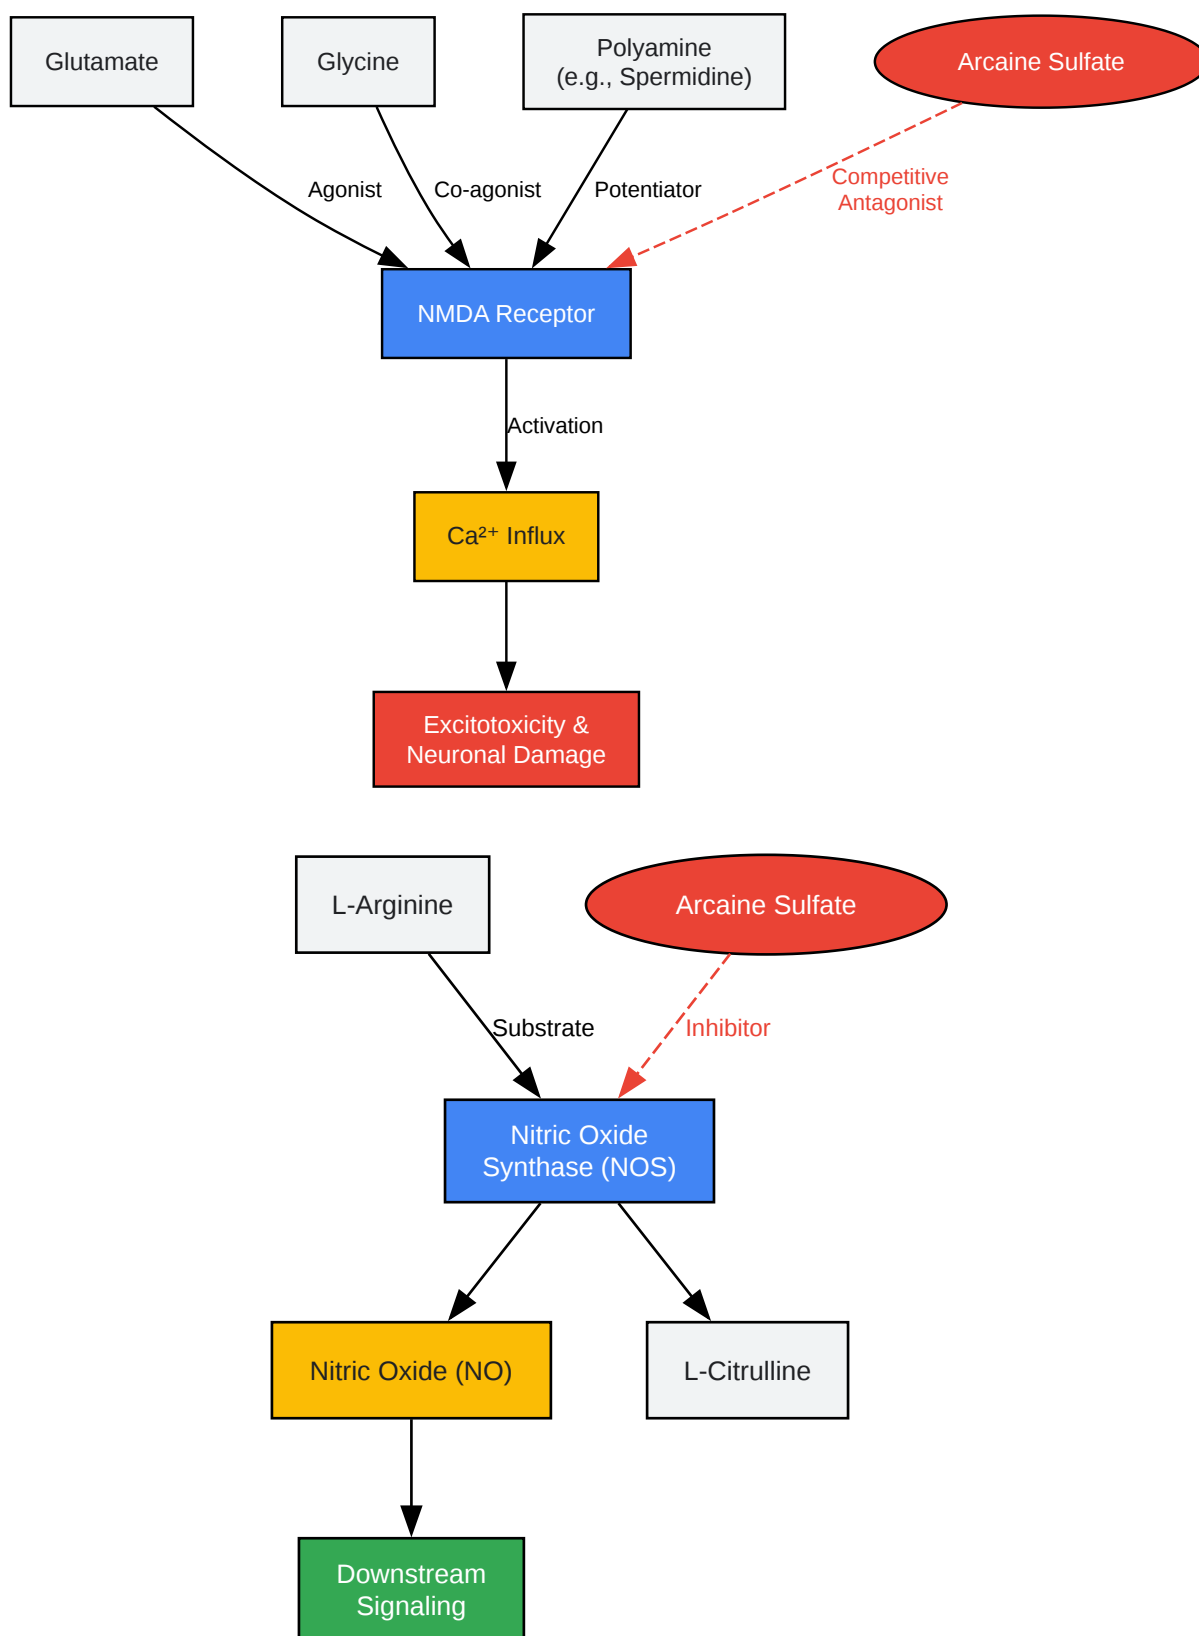 Glutamate
Glycine
Polyamine
(e.g., Spermidine)
Arcaine Sulfate
Agonist
Co-agonist
Potentiator
Competitive
Antagonist
NMDA Receptor
Activation
Ca²⁺ Influx
Excitotoxicity &
Neuronal Damage
L-Arginine
Arcaine Sulfate
Substrate
Inhibitor
Nitric Oxide
Synthase (NOS)
Nitric Oxide (NO)
L-Citrulline
Downstream
Signaling